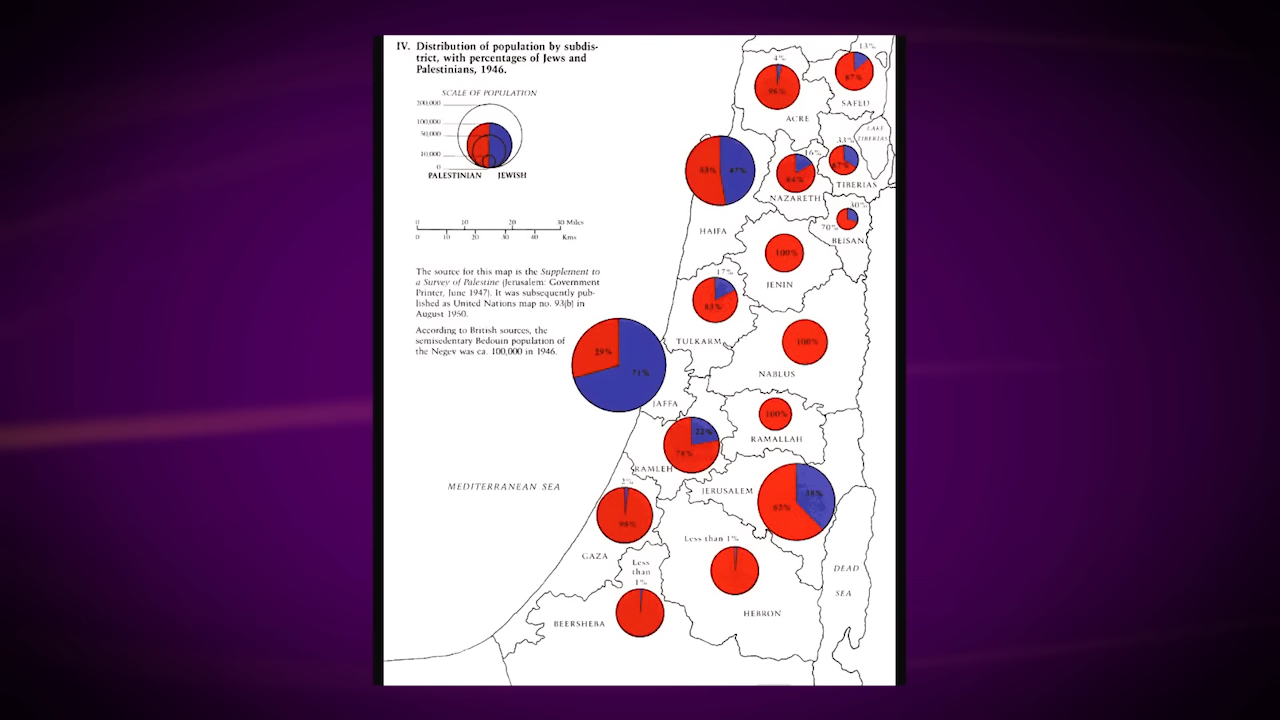 IV. Distribution of population by subdis-
trict, with percentages of Jews and
Palestinians, 1946.
SCALE OF POPULATION
200,000
100,000
50,000
10,000
0
PALESTINIAN JEWISH
0 10 20 30 Miles
0 10 20 30 40 Kms
The source for this map is the Supplement to
a Survey of Palestine (Jerusalem: Government
Printer, June 1947). It was subsequently pub-
lished as United Nations map no. 93(b) in
August 1950.
According to British sources, the
semisedentary Bedouin population of
the Negev was ca. 100,000 in 1946.
4%
96%
ACRE
13%
87%
SAFED
LAKE
TIBERIAS
33%
67%
TIBERIAS
16%
84%
NAZARETH
53% 47%
HAIFA
30%
70%
BEISAN
100%
JENIN
17%
83%
TULKARM
100%
NABLUS
29%
71%
JAFFA
100%
RAMALLAH
22%
78%
RAMLEH
MEDITERRANEAN SEA
JERUSALEM
38%
62%
2%
98%
GAZA
Less than 1%
HEBRON
Less
than
1%
BEERSHEBA
DEAD
SEA